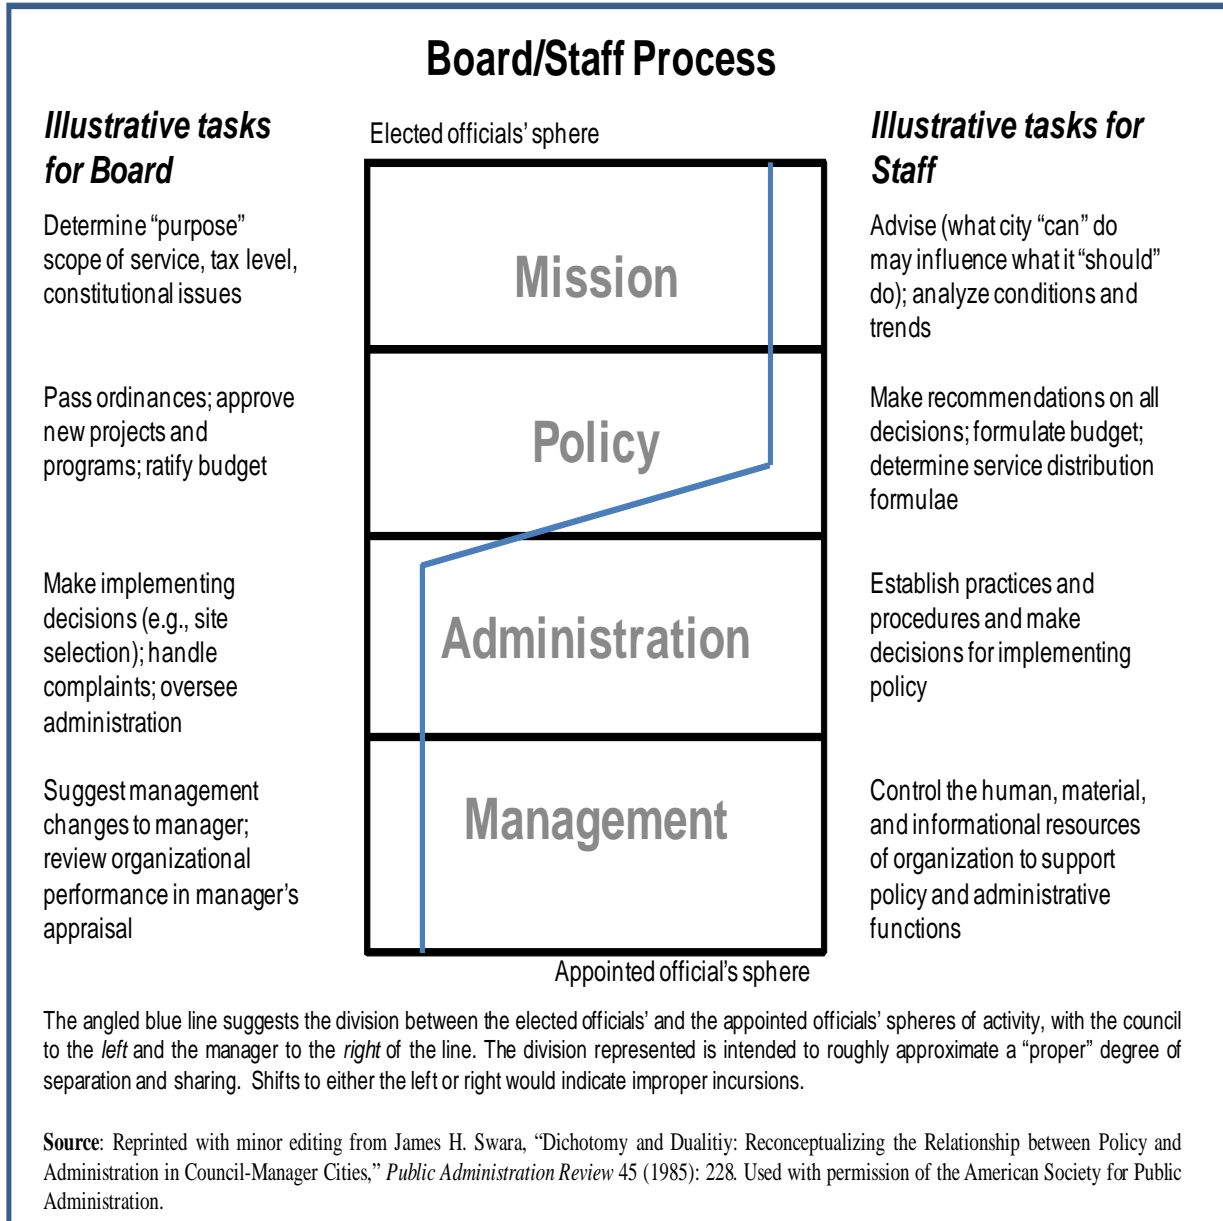 Board/Staff Process
Illustrative tasks
for Board
Elected officials' sphere
Illustrative tasks for
Staff
Determine “purpose”
scope of service, tax level,
constitutional issues
Mission
Advise (what city “can” do
may influence what it “should”
do); analyze conditions and
trends
Pass ordinances; approve
new projects and
programs; ratify budget
Policy
Make recommendations on all
decisions; formulate budget;
determine service distribution
formulae
Make implementing
decisions (e.g., site
selection); handle
complaints; oversee
administration
Administration
Establish practices and
procedures and make
decisions for implementing
policy
Suggest management
changes to manager;
review organizational
performance in manager’s
appraisal
Management
Control the human, material,
and informational resources
of organization to support
policy and administrative
functions
Appointed official’s sphere
The angled blue line suggests the division between the elected officials’ and the appointed officials’ spheres of activity, with the council
to the left and the manager to the right of the line. The division represented is intended to roughly approximate a “proper” degree of
separation and sharing. Shifts to either the left or right would indicate improper incursions.
Source: Reprinted with minor editing from James H. Swara, “Dichotomy and Dualitiy: Reconceptualizing the Relationship between Policy and
Administration in Council-Manager Cities,” Public Administration Review 45 (1985): 228. Used with permission of the American Society for Public
Administration.